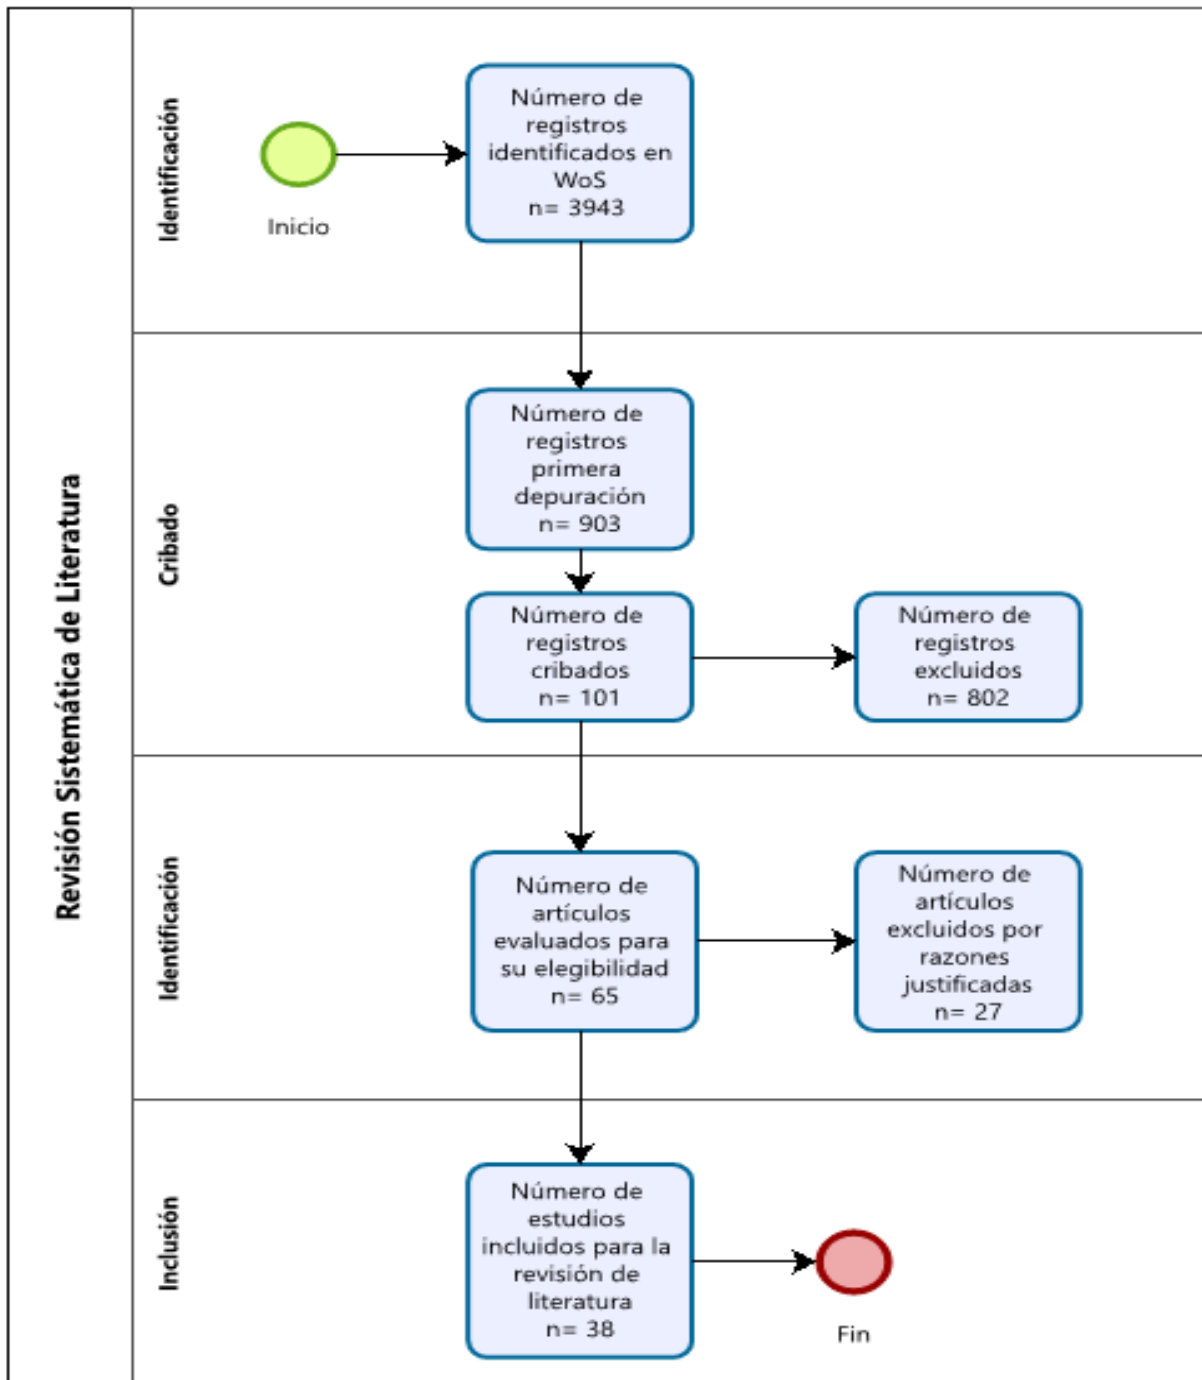 Revisión Sistemática de Literatura
Identificación
Inicio
Número de
registros
identificados en
WoS
n= 3943
Cribado
Número de
registros
primera
depuración
n= 903
Número de
registros
cribados
n= 101
Número de
registros
excluidos
n= 802
Identificación
Número de
artículos
evaluados para
su elegibilidad
n= 65
Número de
artículos
excluidos por
razones
justificadas
n= 27
Inclusión
Número de
estudios
incluidos para la
revisión de
literatura
n= 38
Fin